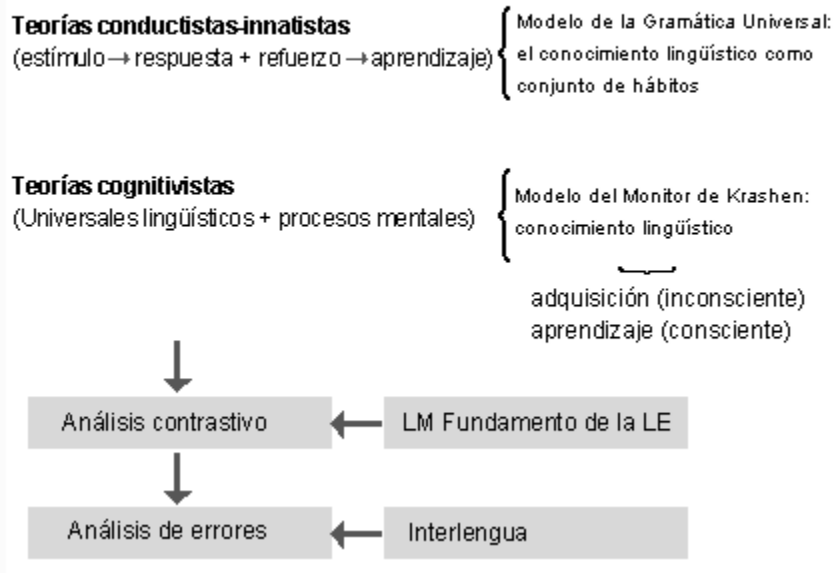 Teorías conductistas-innatistas
(estímulo→respuesta + refuerzo→aprendizaje)
Modelo de la Gramática Universal:
el conocimiento lingüístico como
conjunto de hábitos
Teorías cognitivistas
(Universales lingüísticos + procesos mentales)
Modelo del Monitor de Krashen:
conocimiento lingüístico
adquisición (inconsciente)
aprendizaje (consciente)
Análisis contrastivo
LM Fundamento de la LE
Análisis de errores
Interlengua